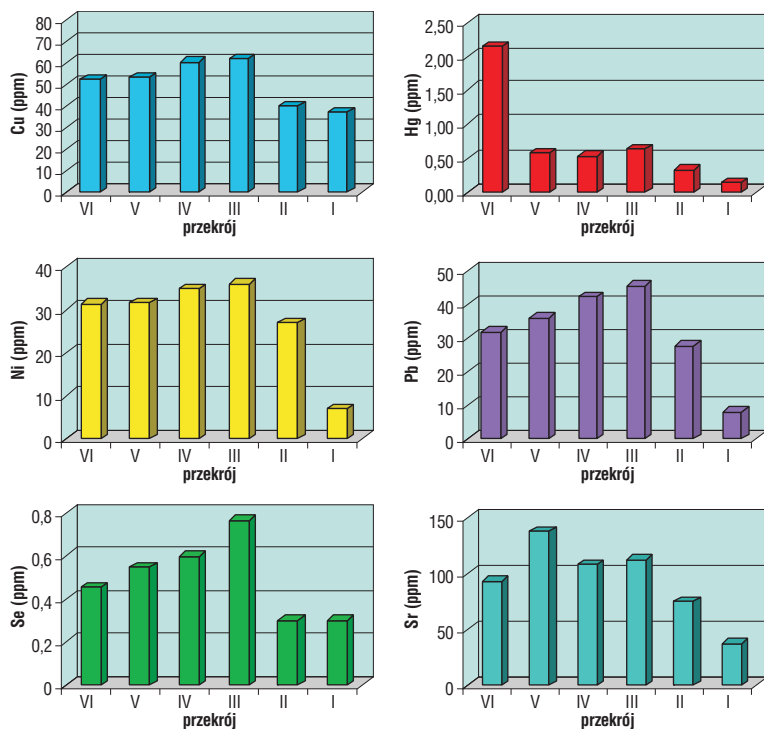 Cu (ppm)
80
70
60
50
40
30
20
10
0
VI V IV III II I
przekrój
Hg (ppm)
2,50
2,00
1,50
1,00
0,50
0,00
VI V IV III II I
przekrój
Ni (ppm)
40
30
20
10
0
VI V IV III II I
przekrój
Pb (ppm)
50
40
30
20
10
0
VI V IV III II I
przekrój
Se (ppm)
0,8
0,6
0,4
0,2
0
VI V IV III II I
przekrój
Sr (ppm)
150
100
50
0
VI V IV III II I
przekrój